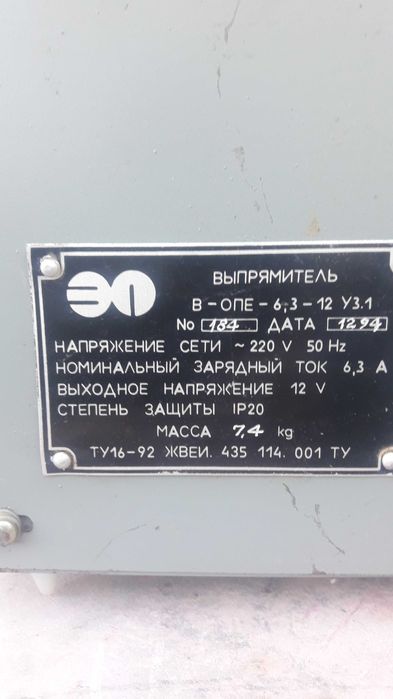 ЭП
ВЫПРЯМИТЕЛЬ
В-ОПЕ-6,3-12 У3.1
No 184 ДАТА 1294
НАПРЯЖЕНИЕ СЕТИ ~220 V 50 Hz
НОМИНАЛЬНЫЙ ЗАРЯДНЫЙ ТОК 6,3 А
ВЫХОДНОЕ НАПРЯЖЕНИЕ 12 V
СТЕПЕНЬ ЗАЩИТЫ IP20
МАССА 7,4 kg
ТУ16-92 ЖВЕИ. 435 114. 001 ТУ